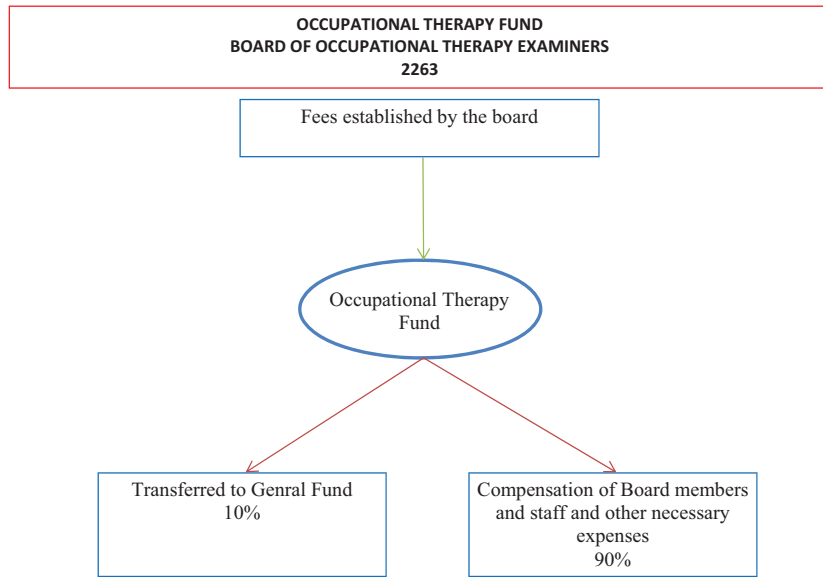 OCCUPATIONAL THERAPY FUND
BOARD OF OCCUPATIONAL THERAPY EXAMINERS
2263
Fees established by the board
Occupational Therapy
Fund
Transferred to Genral Fund
10%
Compensation of Board members
and staff and other necessary
expenses
90%